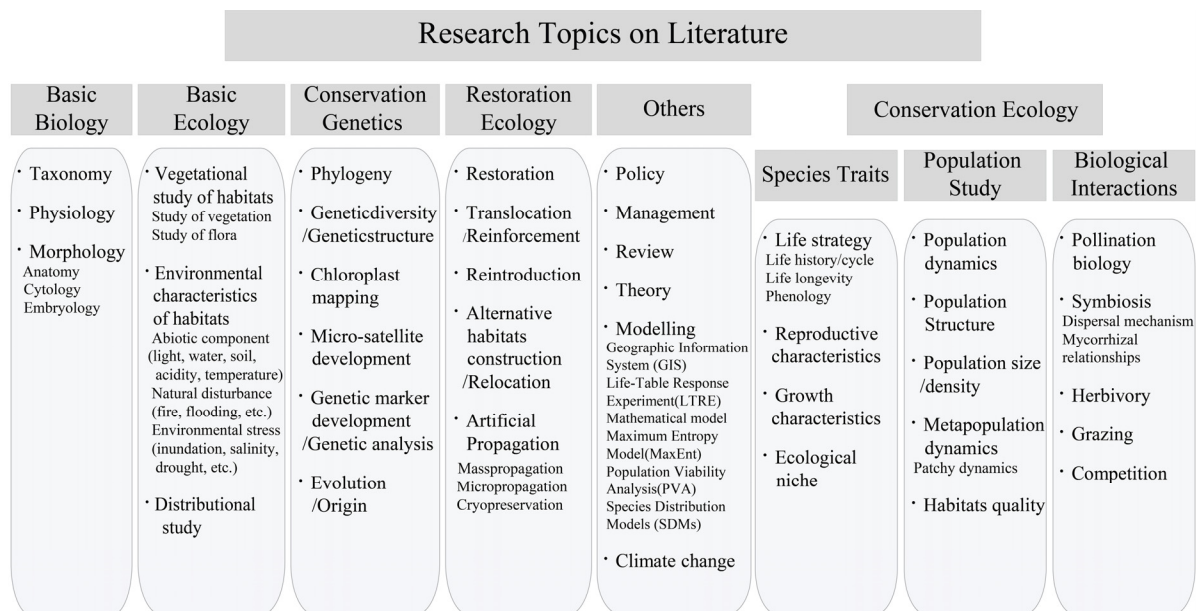 Research Topics on Literature
Basic
Biology
· Taxonomy
· Physiology
· Morphology
Anatomy
Cytology
Embryology
Basic
Ecology
· Vegetational
study of habitats
Study of vegetation
Study of flora
· Environmental
characteristics
of habitats
Abiotic component
(light, water, soil,
acidity, temperature)
Natural disturbance
(fire, flooding, etc.)
Environmental stress
(inundation, salinity,
drought, etc.)
· Distributional
study
Conservation
Genetics
· Phylogeny
· Geneticdiversity
/Geneticstructure
· Chloroplast
mapping
· Micro-satellite
development
· Genetic marker
development
/Genetic analysis
· Evolution
/Origin
Restoration
Ecology
· Restoration
· Translocation
/Reinforcement
· Reintroduction
· Alternative
habitats
construction
/Relocation
· Artificial
Propagation
Masspropagation
Micropropagation
Cryopreservation
Others
· Policy
· Management
· Review
· Theory
· Modelling
Geographic Information
System (GIS)
Life-Table Response
Experiment(LTRE)
Mathematical model
Maximum Entropy
Model(MaxEnt)
Population Viability
Analysis(PVA)
Species Distribution
Models (SDMs)
· Climate change
Conservation Ecology
Species Traits
· Life strategy
Life history/cycle
Life longevity
Phenology
· Reproductive
characteristics
· Growth
characteristics
· Ecological
niche
Population
Study
· Population
dynamics
· Population
Structure
· Population size
/density
· Metapopulation
dynamics
Patchy dynamics
· Habitats quality
Biological
Interactions
· Pollination
biology
· Symbiosis
Dispersal mechanism
Mycorrhizal
relationships
· Herbivory
· Grazing
· Competition